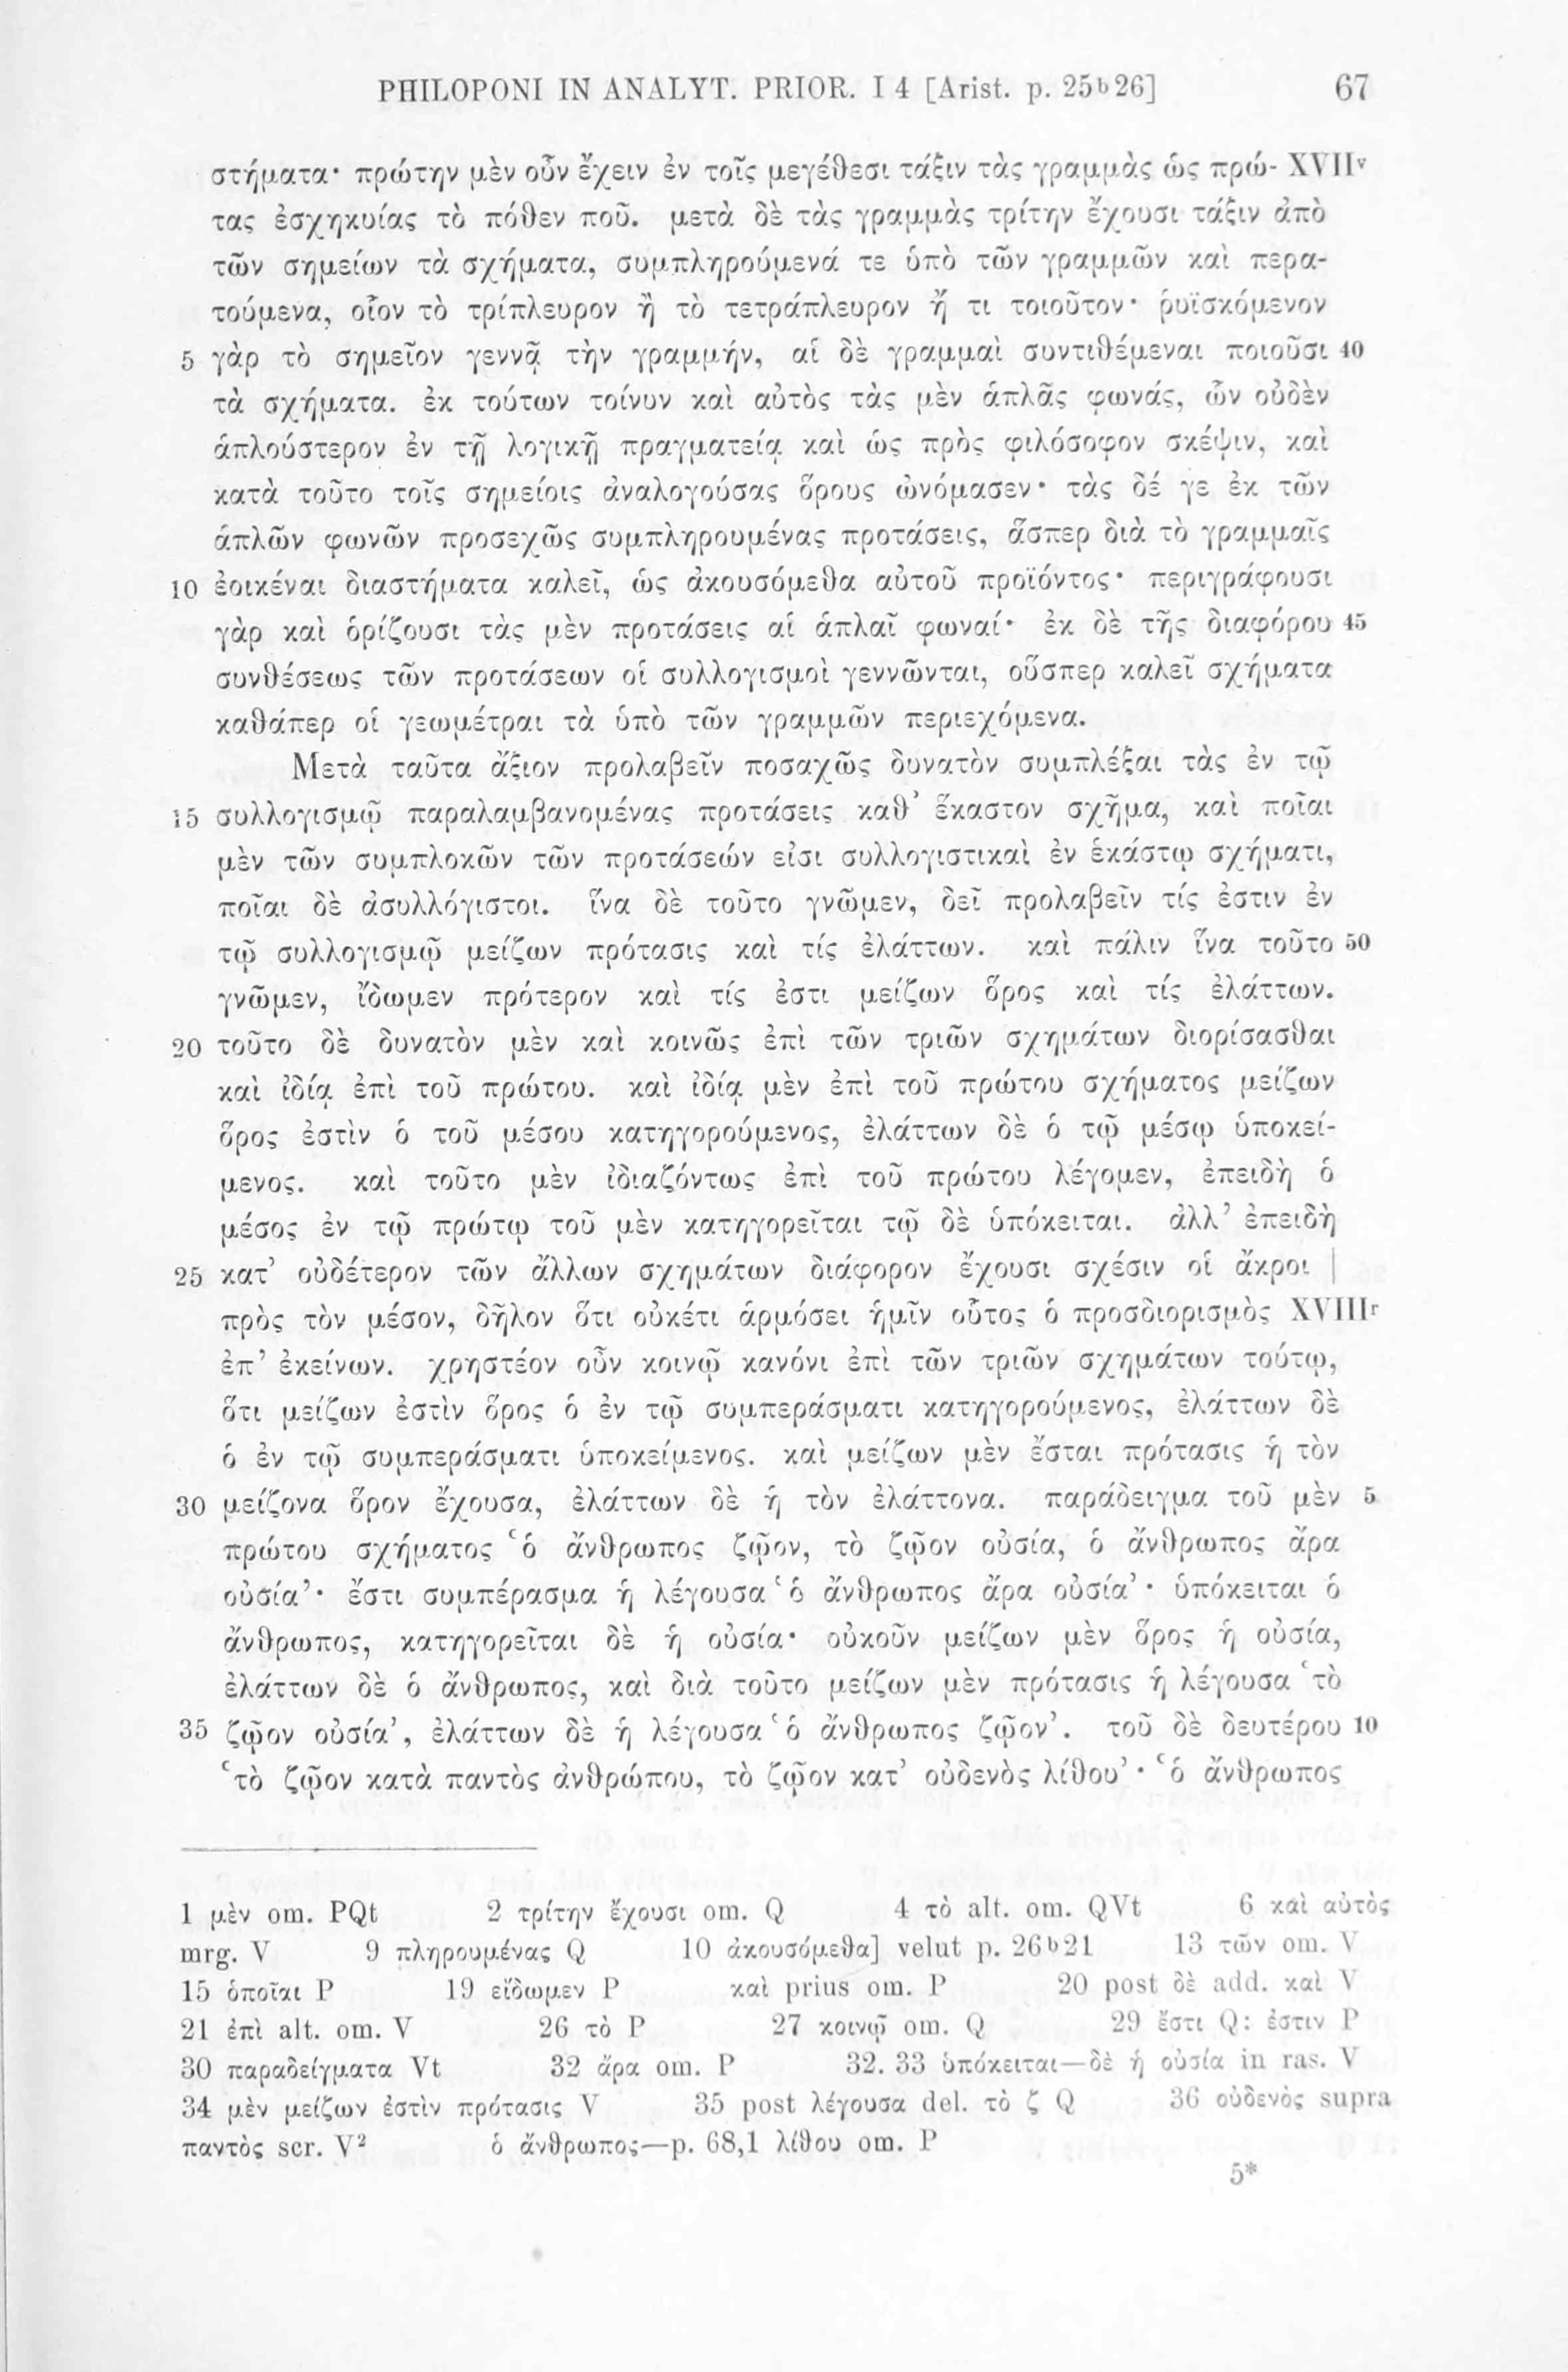 PHILOPONI IN ANALYT. PRIOR. I 4 [Arist. p. 25b26] 67
στήματα· πρώτην μὲν οὖν ἔχειν ἐν τοῖς μεγέθεσι τάξιν τὰς γραμμὰς ὡς πρώ- XVIIv
τας ἐσχηκυίας τὸ πόθεν ποῦ. μετὰ δὲ τὰς γραμμὰς τρίτην ἔχουσι τάξιν ἀπὸ
τῶν σημείων τὰ σχήματα, συμπληρούμενά τε ὑπὸ τῶν γραμμῶν καὶ περα-
τούμενα, οἷον τὸ τρίπλευρον ἢ τὸ τετράπλευρον ἤ τι τοιοῦτον· ῥυϊσκόμενον
5 γὰρ τὸ σημεῖον γεννᾷ τὴν γραμμήν, αἱ δὲ γραμμαὶ συντιθέμεναι ποιοῦσι 40
τὰ σχήματα. ἐκ τούτων τοίνυν καὶ αὐτὸς τὰς μὲν ἁπλᾶς φωνάς, ὧν οὐδὲν
ἁπλούστερον ἐν τῇ λογικῇ πραγματείᾳ καὶ ὡς πρὸς φιλόσοφον σκέψιν, καὶ
κατὰ τοῦτο τοῖς σημείοις ἀναλογούσας ὅρους ὠνόμασεν· τὰς δέ γε ἐκ τῶν
ἁπλῶν φωνῶν προσεχῶς συμπληρουμένας προτάσεις, ἅσπερ διὰ τὸ γραμμαῖς
10 ἐοικέναι διαστήματα καλεῖ, ὡς ἀκουσόμεθα αὐτοῦ προϊόντος· περιγράφουσι
γὰρ καὶ ὁρίζουσι τὰς μὲν προτάσεις αἱ ἁπλαῖ φωναί· ἐκ δὲ τῆς διαφόρου 45
συνθέσεως τῶν προτάσεων οἱ συλλογισμοὶ γεννῶνται, οὕσπερ καλεῖ σχήματα
καθάπερ οἱ γεωμέτραι τὰ ὑπὸ τῶν γραμμῶν περιεχόμενα.
Μετὰ ταῦτα ἄξιον προλαβεῖν ποσαχῶς δυνατὸν συμπλέξαι τὰς ἐν τῷ
15 συλλογισμῷ παραλαμβανομένας προτάσεις καθ’ ἕκαστον σχῆμα, καὶ ποῖαι
μὲν τῶν συμπλοκῶν τῶν προτάσεών εἰσι συλλογιστικαὶ ἐν ἑκάστῳ σχήματι,
ποῖαι δὲ ἀσυλλόγιστοι. ἵνα δὲ τοῦτο γνῶμεν, δεῖ προλαβεῖν τίς ἐστιν ἐν
τῷ συλλογισμῷ μείζων πρότασις καὶ τίς ἐλάττων. καὶ πάλιν ἵνα τοῦτο 50
γνῶμεν, ἴδωμεν πρότερον καὶ τίς ἐστι μείζων ὅρος καὶ τίς ἐλάττων.
20 τοῦτο δὲ δυνατὸν μὲν καὶ κοινῶς ἐπὶ τῶν τριῶν σχημάτων διορίσασθαι
καὶ ἰδίᾳ ἐπὶ τοῦ πρώτου. καὶ ἰδίᾳ μὲν ἐπὶ τοῦ πρώτου σχήματος μείζων
ὅρος ἐστὶν ὁ τοῦ μέσου κατηγορούμενος, ἐλάττων δὲ ὁ τῷ μέσῳ ὑποκεί-
μενος. καὶ τοῦτο μὲν ἰδιαζόντως ἐπὶ τοῦ πρώτου λέγομεν, ἐπειδὴ ὁ
μέσος ἐν τῷ πρώτῳ τοῦ μὲν κατηγορεῖται τῷ δὲ ὑπόκειται. ἀλλ’ ἐπειδὴ
25 κατ’ οὐδέτερον τῶν ἄλλων σχημάτων διάφορον ἔχουσι σχέσιν οἱ ἄκροι |
πρὸς τὸν μέσον, δῆλον ὅτι οὐκέτι ἁρμόσει ἡμῖν οὗτος ὁ προσδιορισμὸς XVIIIr
ἐπ’ ἐκείνων. χρηστέον οὖν κοινῷ κανόνι ἐπὶ τῶν τριῶν σχημάτων τούτῳ,
ὅτι μείζων ἐστὶν ὅρος ὁ ἐν τῷ συμπεράσματι κατηγορούμενος, ἐλάττων δὲ
ὁ ἐν τῷ συμπεράσματι ὑποκείμενος. καὶ μείζων μὲν ἔσται πρότασις ἡ τὸν
30 μείζονα ὅρον ἔχουσα, ἐλάττων δὲ ἡ τὸν ἐλάττονα. παράδειγμα τοῦ μὲν 5
πρώτου σχήματος ‘ὁ ἄνθρωπος ζῷον, τὸ ζῷον οὐσία, ὁ ἄνθρωπος ἄρα
οὐσία’· ἔστι συμπέρασμα ἡ λέγουσα ‘ὁ ἄνθρωπος ἄρα οὐσία’· ὑπόκειται ὁ
ἄνθρωπος, κατηγορεῖται δὲ ἡ οὐσία· οὐκοῦν μείζων μὲν ὅρος ἡ οὐσία,
ἐλάττων δὲ ὁ ἄνθρωπος, καὶ διὰ τοῦτο μείζων μὲν πρότασις ἡ λέγουσα ‘τὸ
35 ζῷον οὐσία’, ἐλάττων δὲ ἡ λέγουσα ‘ὁ ἄνθρωπος ζῷον’. τοῦ δὲ δευτέρου 10
‘τὸ ζῷον κατὰ παντὸς ἀνθρώπου, τὸ ζῷον κατ’ οὐδενὸς λίθου’· ‘ὁ ἄνθρωπος
1 μὲν om. PQt 2 τρίτην ἔχουσι om. Q 4 τὸ alt. om. QVt 6 καὶ αὐτὸς
mrg. V 9 πληρουμένας Q 10 ἀκουσόμεθα] velut p. 26b21 13 τῶν om. V
15 ὁποῖαι P 19 εἴδωμεν P καὶ prius om. P 20 post δὲ add. καὶ V
21 ἐπὶ alt. om. V 26 τὸ P 27 κοινῷ om. Q 29 ἔστι Q: ἐστιν P
30 παραδείγματα Vt 32 ἄρα om. P 32. 33 ὑπόκειται—δὲ ἡ οὐσία in ras. V
34 μὲν μείζων ἐστὶν πρότασις V 35 post λέγουσα del. τὸ ζ Q 36 οὐδενὸς supra
παντὸς scr. V² ὁ ἄνθρωπος—p. 68,1 λίθου om. P
5*